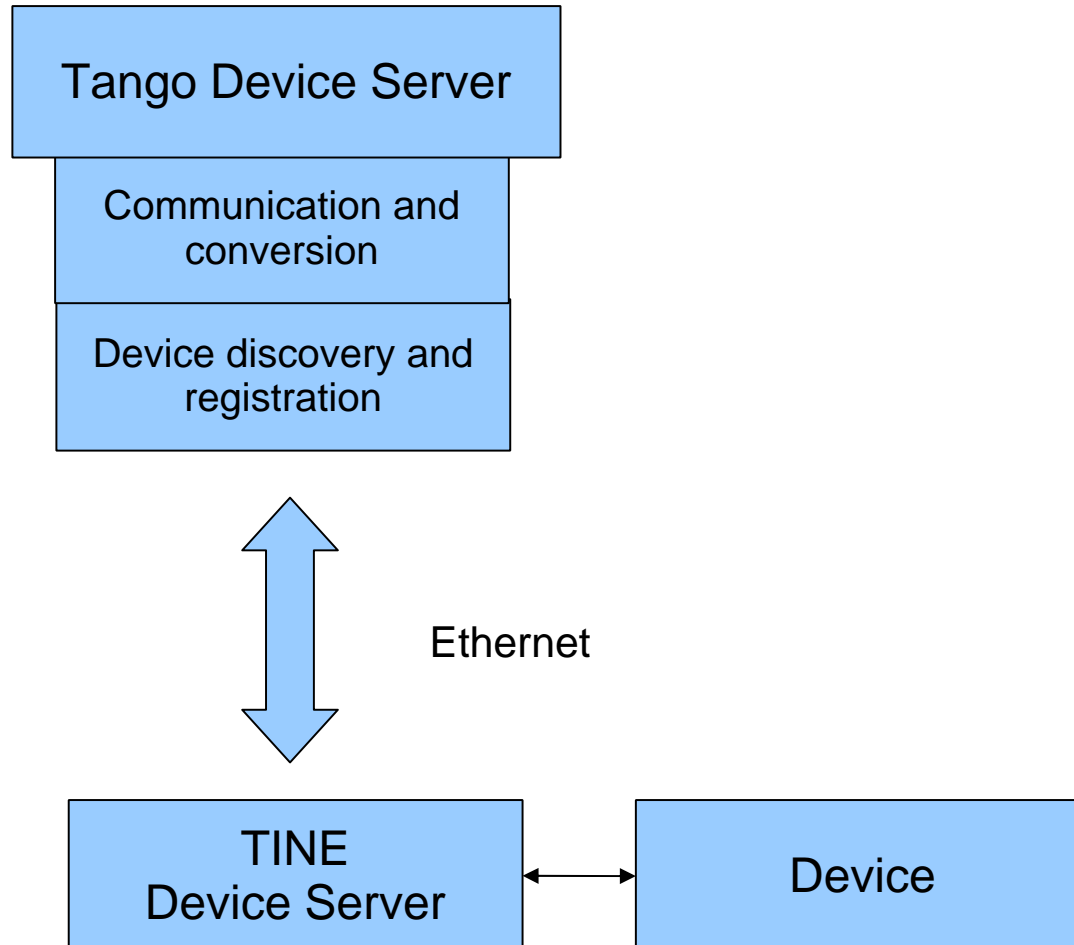 Tango Device Server
Communication and
conversion
Device discovery and
registration
Ethernet
TINE
Device Server
Device